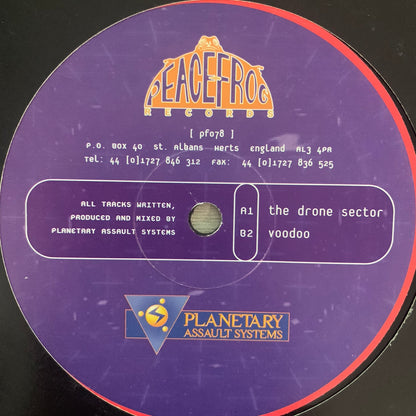 PEACEFROG
RECORDS
[ pf078 ]
P.O. BOX 40 St. Albans Herts England AL3 4PR
Tel: 44 [0]1727 846 312 Fax: 44 [0]1727 836 525
ALL TRACKS WRITTEN,
PRODUCED AND MIXED BY
PLANETARY ASSAULT SYSTEMS
A1 the drone sector
B2 voodoo
PLANETARY
ASSAULT SYSTEMS